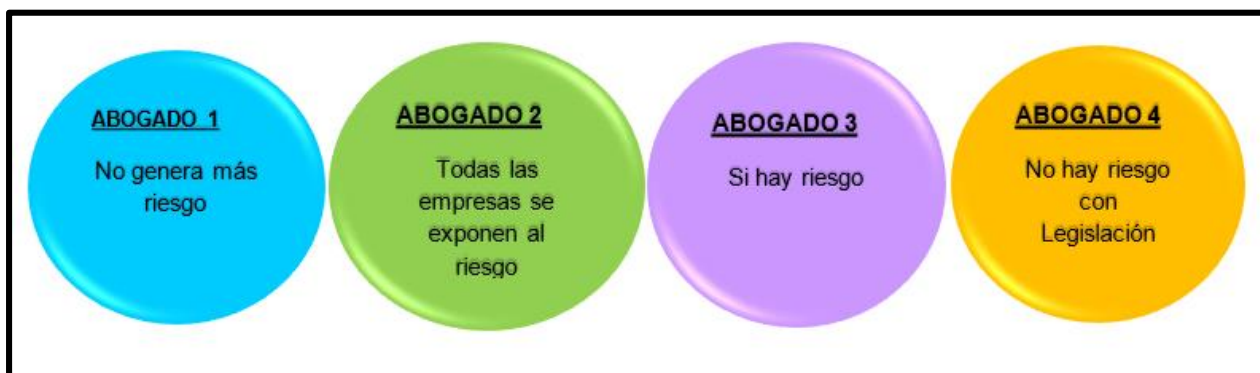 ABOGADO 1
No genera más
riesgo
ABOGADO 2
Todas las
empresas se
exponen al
riesgo
ABOGADO 3
Si hay riesgo
ABOGADO 4
No hay riesgo
con
Legislación